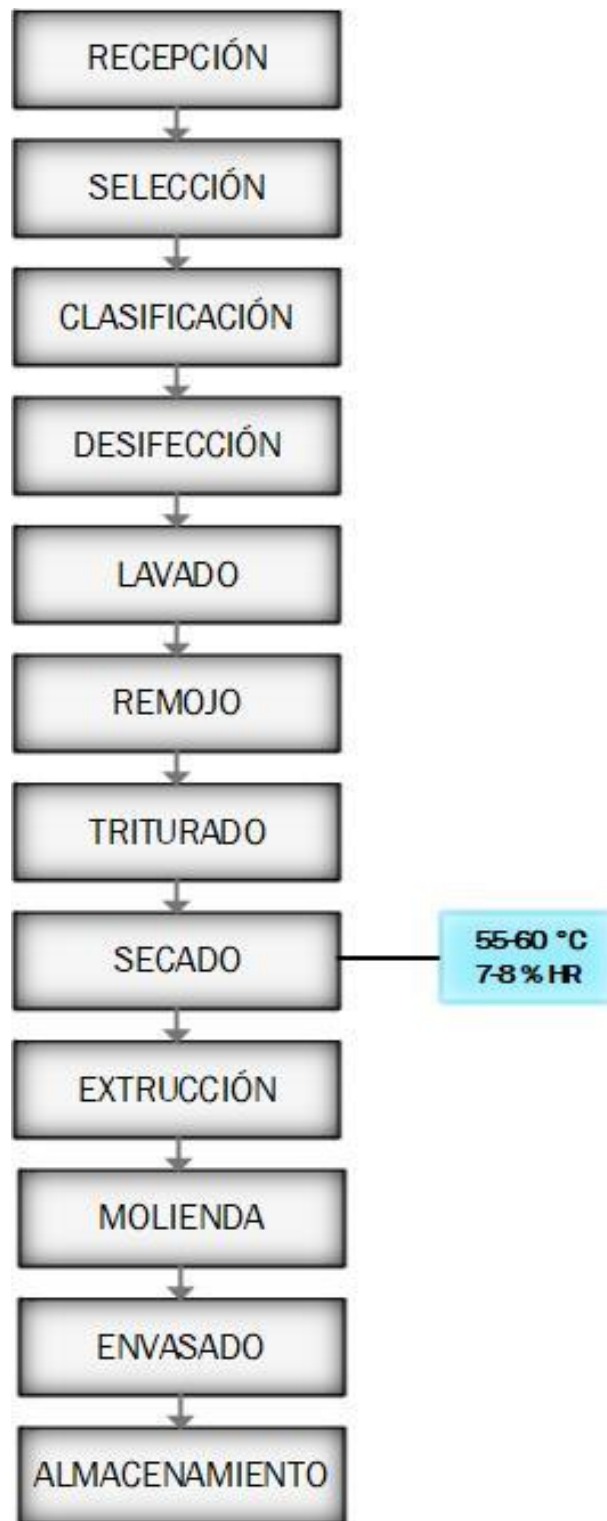 RECEPCIÓN
SELECCIÓN
CLASIFICACIÓN
DESIFECCIÓN
LAVADO
REMOJO
TRITURADO
SECADO
55-60 °C
7-8 % HR
EXTRUCCIÓN
MOLIENDA
ENVASADO
ALMACENAMIENTO